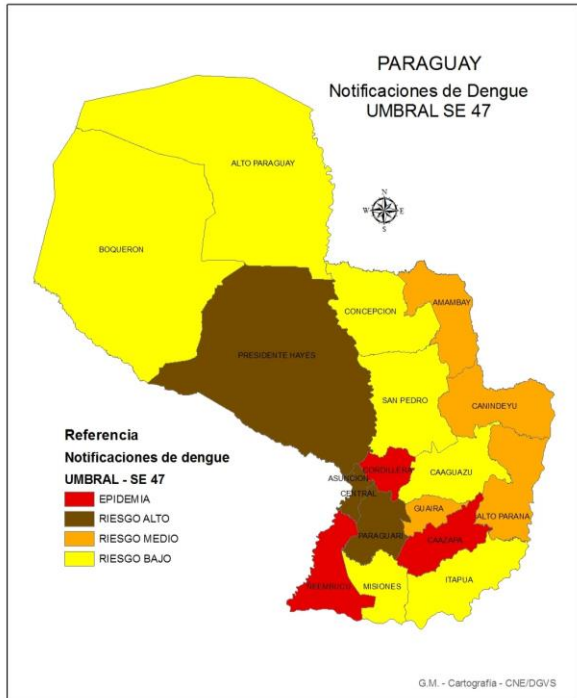 PARAGUAY
Notificaciones de Dengue
UMBRAL SE 47
ALTO PARAGUAY
N
W E
S
BOQUERON
CONCEPCION
AMAMBAY
PRESIDENTE HAYES
SAN PEDRO
CANINDEYU
CORDILLERA
CAAGUAZU
ASUNCION
CENTRAL
GUAIRA
ALTO PARANA
PARAGUARI
CAAZAPA
ÑEEMBUCU
MISIONES
ITAPUA
Referencia
Notificaciones de dengue
UMBRAL - SE 47
EPIDEMIA
RIESGO ALTO
RIESGO MEDIO
RIESGO BAJO
G.M. - Cartografia - CNE/DGVS